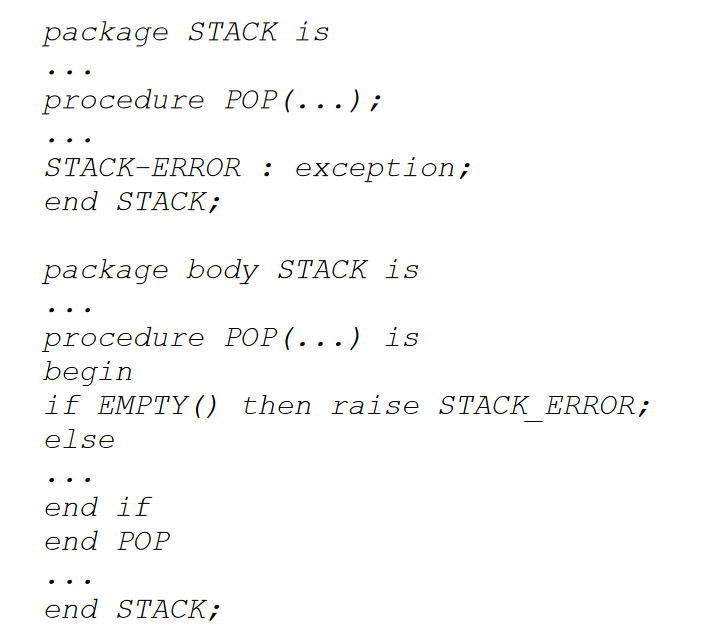 package STACK is
...
procedure POP(...);
...
STACK-ERROR : exception;
end STACK;
package body STACK is
...
procedure POP(...) is
begin
if EMPTY() then raise STACK_ERROR;
else
...
end if
end POP
...
end STACK;